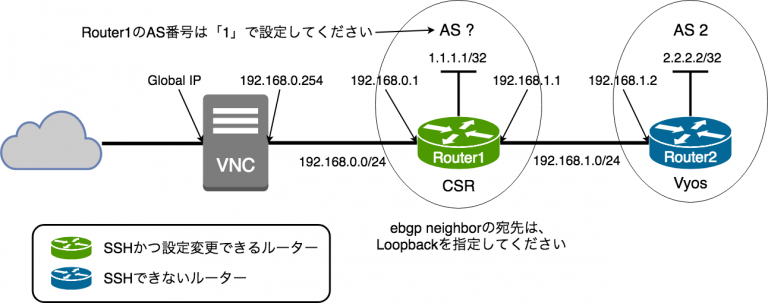 Router1のAS番号は「1」で設定してください
AS ?
AS 2
1.1.1.1/32
2.2.2.2/32
Global IP
192.168.0.254
192.168.0.1
192.168.1.1
192.168.1.2
VNC
Router1
Router2
192.168.0.0/24
192.168.1.0/24
CSR
Vyos
ebgp neighborの宛先は、
Loopbackを指定してください
SSHかつ設定変更できるルーター
SSHできないルーター